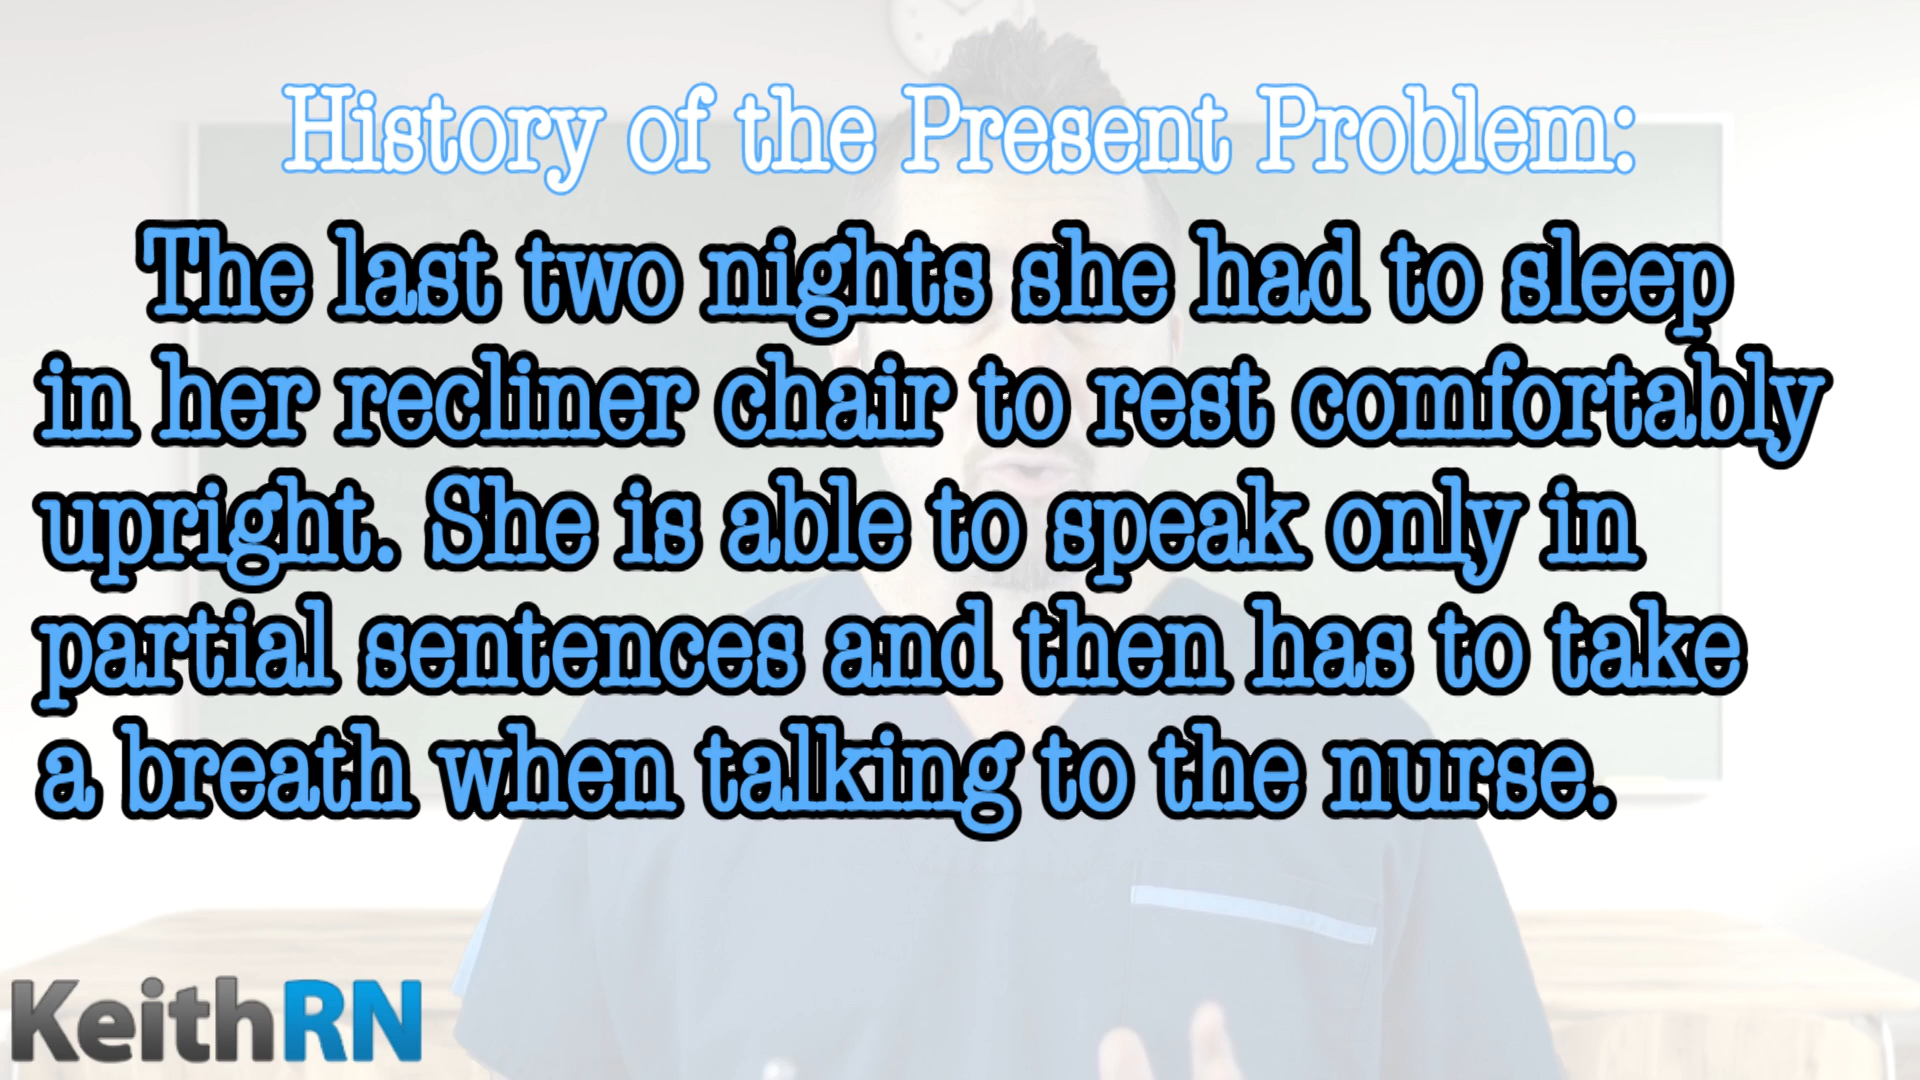 History of the Present Problem:
The last two nights she had to sleep
in her recliner chair to rest comfortably
upright. She is able to speak only in
partial sentences and then has to take
a breath when talking to the nurse.
KeithRN